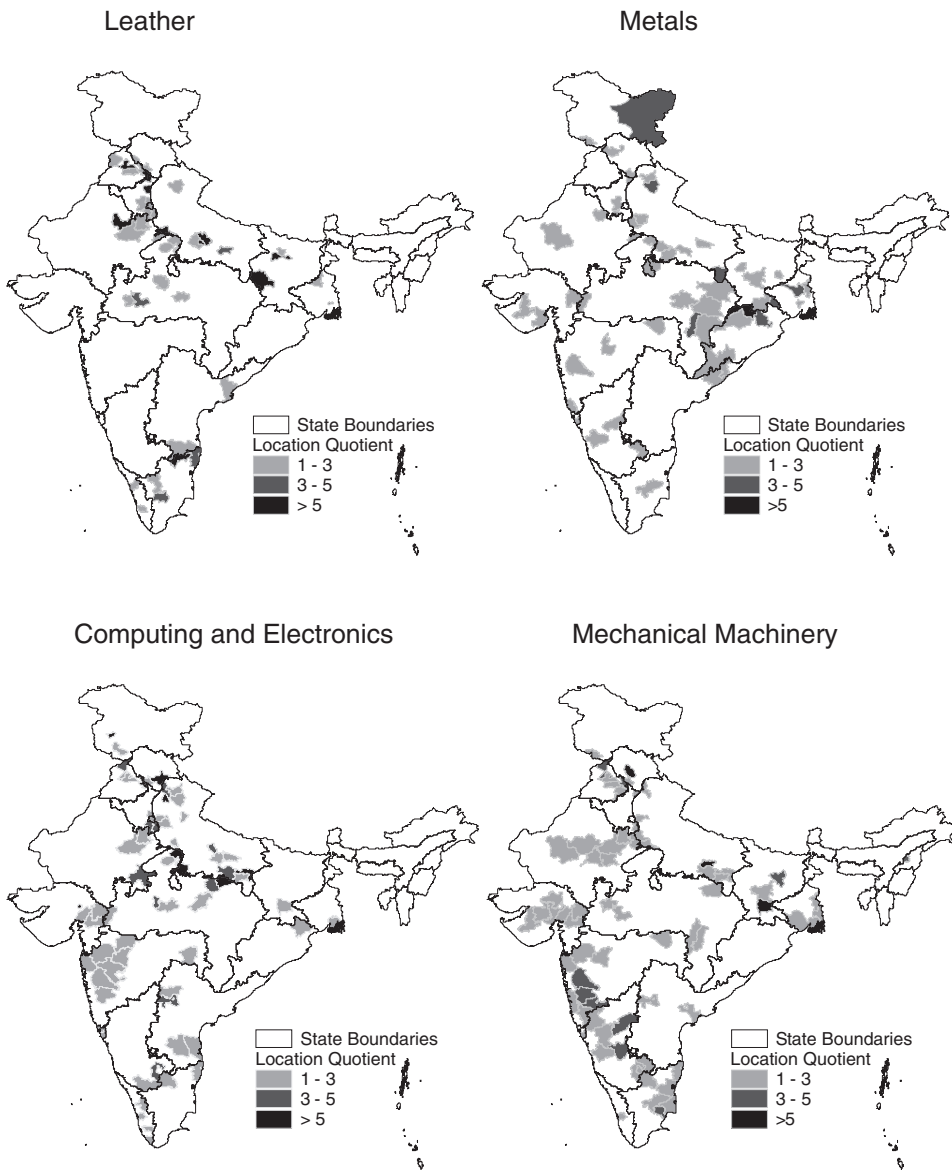 Leather
State Boundaries
Location Quotient
1 - 3
3 - 5
> 5
Metals
State Boundaries
Location Quotient
1 - 3
3 - 5
>5
Computing and Electronics
State Boundaries
Location Quotient
1 - 3
3 - 5
> 5
Mechanical Machinery
State Boundaries
Location Quotient
1 - 3
3 - 5
>5